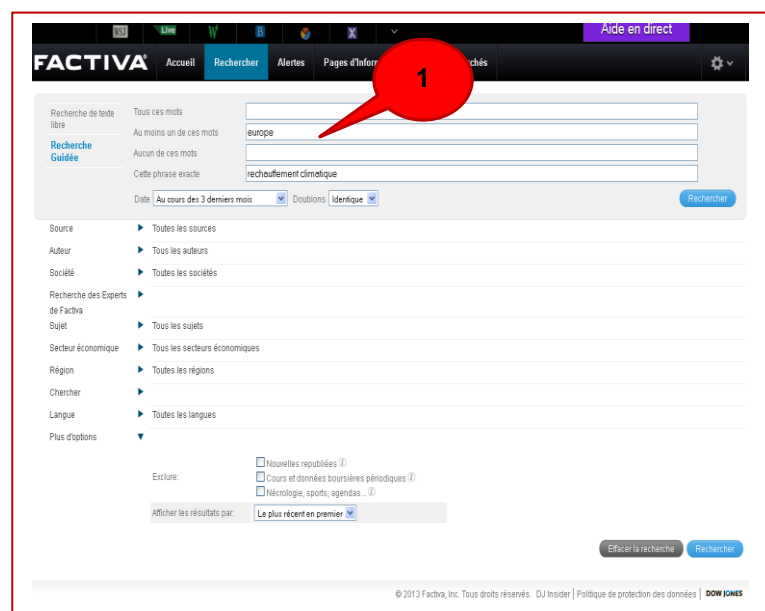 WSJ Live W B X Aide en direct
FACTIVA Accueil Rechercher Alertes Pages d'Infor chés
1
Recherche de texte libre
Recherche Guidée
Tous ces mots
Au moins un de ces mots europe
Aucun de ces mots
Cette phrase exacte rechauffement climatique
Date Au cours des 3 derniers mois Doublons Identique Rechercher
Source Toutes les sources
Auteur Tous les auteurs
Société Toutes les sociétés
Recherche des Experts
de Factiva
Sujet Tous les sujets
Secteur économique Tous les secteurs économiques
Région Toutes les régions
Chercher
Langue Toutes les langues
Plus d'options
Exclure:
Nouvelles republiées
Cours et données boursières périodiques
Nécrologie, sports, agendas...
Afficher les résultats par: Le plus récent en premier
Effacer la recherche Rechercher
© 2013 Factiva, Inc. Tous droits réservés. DJ Insider | Politique de protection des données | DOW JONES